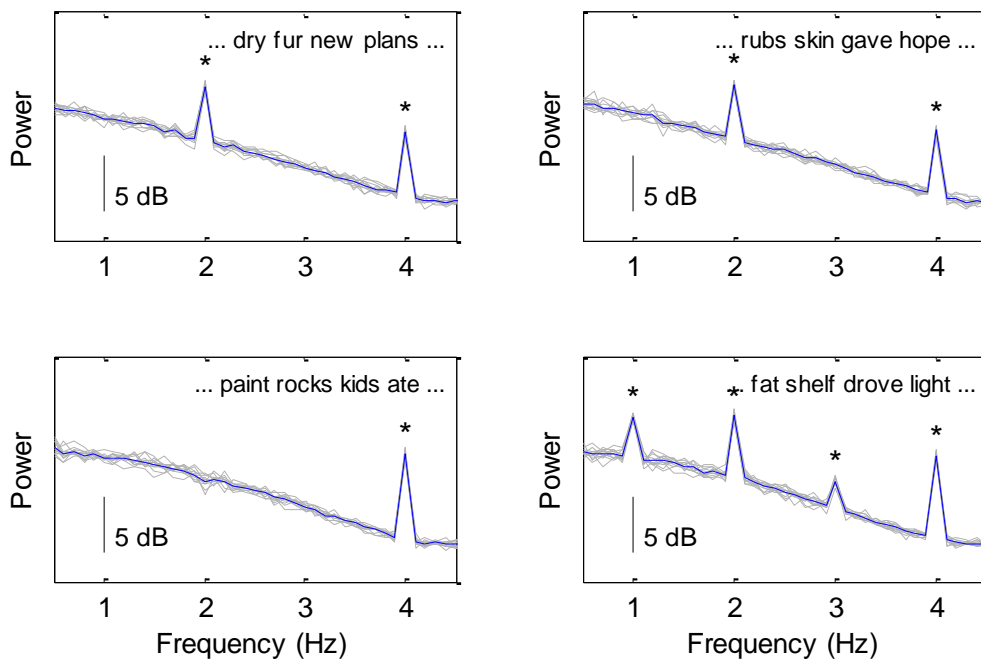 ... dry fur new plans ...
*
*
Power
5 dB
1 2 3 4
... rubs skin gave hope ...
*
*
Power
5 dB
1 2 3 4
... paint rocks kids ate ...
*
Power
5 dB
1 2 3 4
Frequency (Hz)
... fat shelf drove light ...
* *
*
*
Power
5 dB
1 2 3 4
Frequency (Hz)